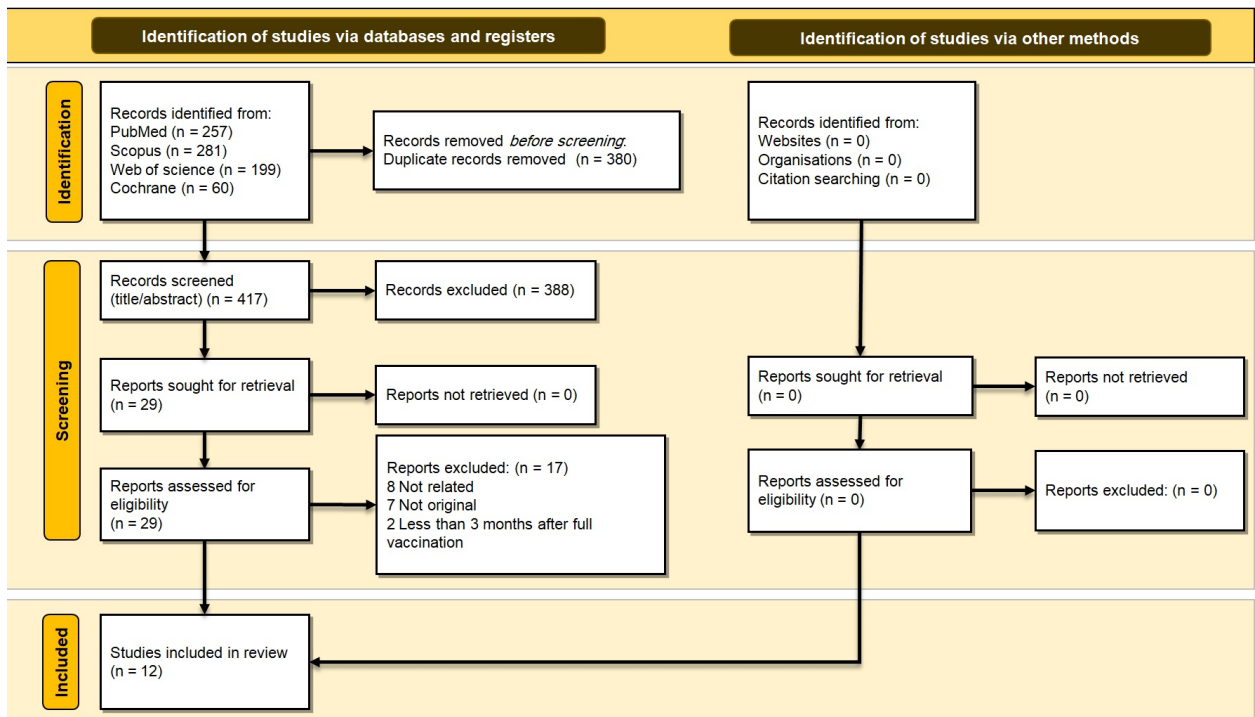 Identification of studies via databases and registers
Identification of studies via other methods
Identification
Records identified from:
PubMed (n = 257)
Scopus (n = 281)
Web of science (n = 199)
Cochrane (n = 60)
Records removed before screening:
Duplicate records removed (n = 380)
Records identified from:
Websites (n = 0)
Organisations (n = 0)
Citation searching (n = 0)
Screening
Records screened
(title/abstract) (n = 417)
Records excluded (n = 388)
Reports sought for retrieval
(n = 29)
Reports not retrieved (n = 0)
Reports sought for retrieval
(n = 0)
Reports not retrieved
(n = 0)
Reports assessed for
eligibility
(n = 29)
Reports excluded: (n = 17)
8 Not related
7 Not original
2 Less than 3 months after full
vaccination
Reports assessed for
eligibility (n = 0)
Reports excluded: (n = 0)
Included
Studies included in review
(n = 12)